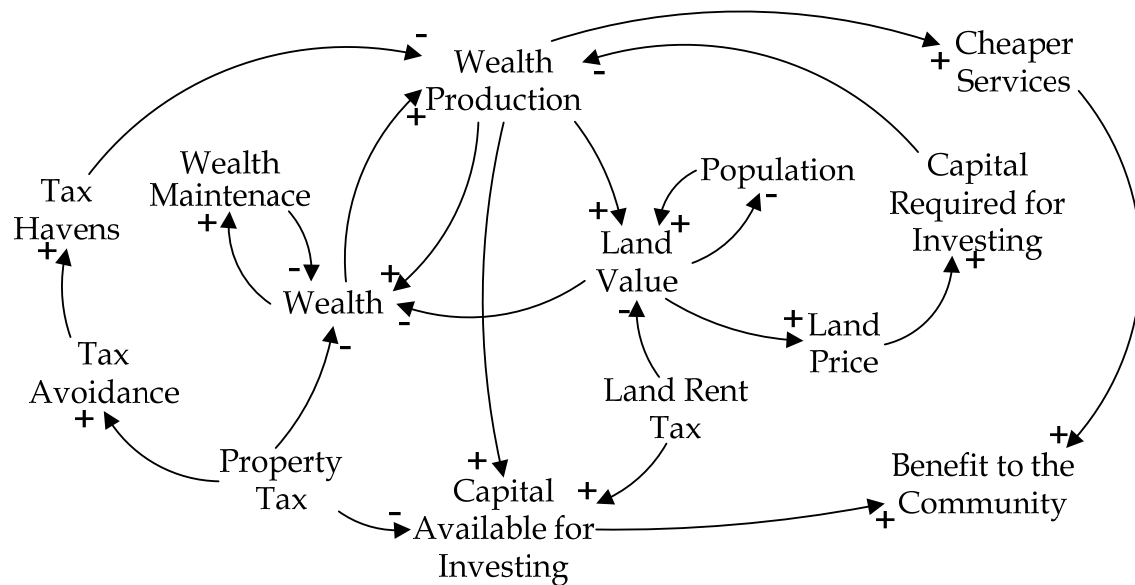 Wealth
Production
Cheaper
Services
Tax
Havens
Wealth
Maintenace
Population
Capital
Required for
Investing
Land
Value
Wealth
Land
Price
Tax
Avoidance
Land Rent
Tax
Property
Tax
Capital
Available for
Investing
Benefit to the
Community
-
-
+
+
+
+
-
+
+
+
-
-
+
-
-
+
+
+
-
+
+
-
+
+